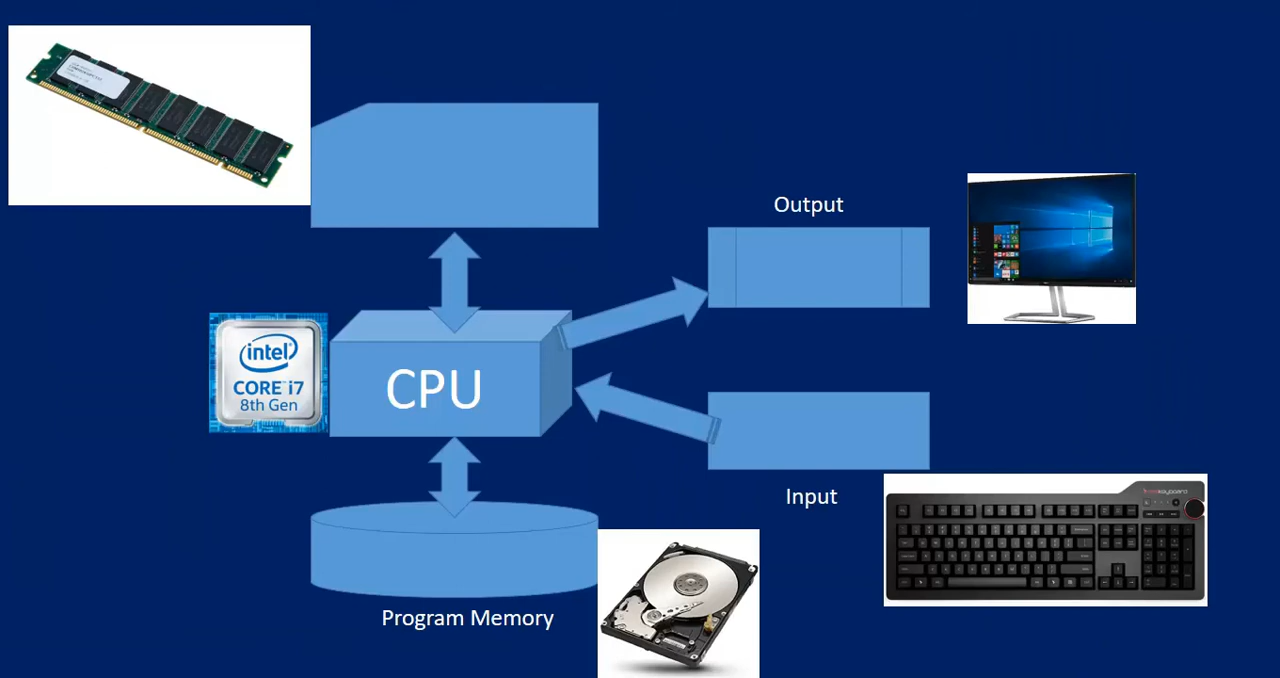 Output
intel
CORE i7
8th Gen
CPU
Input
Program Memory